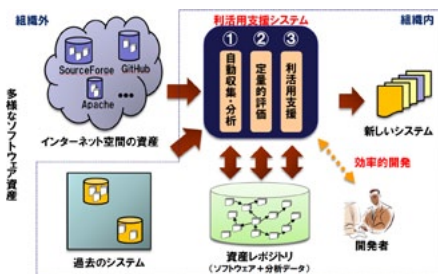 組織外
利活用支援システム
組織内
SourceForce
GitHub
Apache
•••
インターネット空間の資産
多様なソフトウェア資産
①
自動収集・分析
②
定量的評価
③
利活用支援
新しいシステム
効率的開発
過去のシステム
資産レポジトリ
(ソフトウェア+分析データ)
開発者